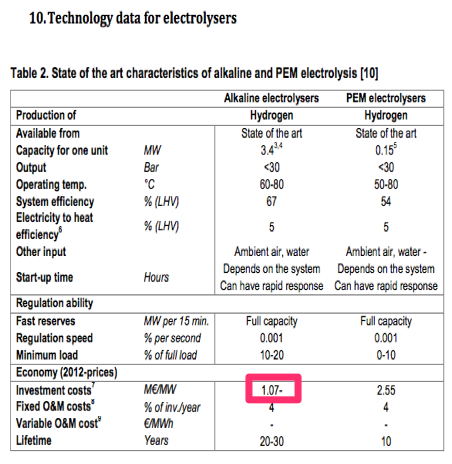 10. Technology data for electrolysers
Table 2. State of the art characteristics of alkaline and PEM electrolysis [10]
Alkaline electrolysers PEM electrolysers
Production of Hydrogen Hydrogen
Available from State of the art State of the art
Capacity for one unit MW 3.4³,⁴ 0.15⁵
Output Bar <30 <30
Operating temp. °C 60-80 50-80
System efficiency % (LHV) 67 54
Electricity to heat
efficiency⁶ % (LHV) 5 5
Other input Ambient air, water Ambient air, water -
Start-up time Hours Depends on the system Depends on the system
Can have rapid response Can have rapid response
Regulation ability
Fast reserves MW per 15 min. Full capacity Full capacity
Regulation speed % per second 0.001 0.001
Minimum load % of full load 10-20 0-10
Economy (2012-prices)
Investment costs⁷ M€/MW 1.07- 2.55
Fixed O&M costs⁸ % of inv./year 4 4
Variable O&M cost⁹ €/MWh - -
Lifetime Years 20-30 10